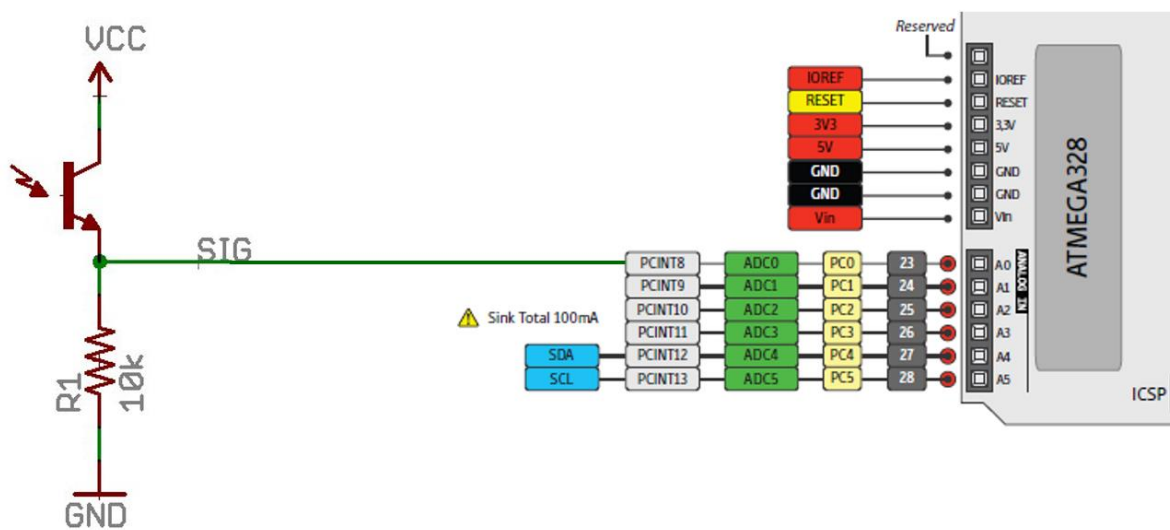 VCC
SIG
R1
10k
GND
Reserved
IOREF
RESET
3V3
5V
GND
GND
Vin
IOREF
RESET
3,3V
5V
GND
GND
Vin
PCINT8 ADC0 PC0 23 A0
PCINT9 ADC1 PC1 24 A1
PCINT10 ADC2 PC2 25 A2
Sink Total 100mA
PCINT11 ADC3 PC3 26 A3
SDA PCINT12 ADC4 PC4 27 A4
SCL PCINT13 ADC5 PC5 28 A5
ANALOG IN
ATMEGA328
ICSP